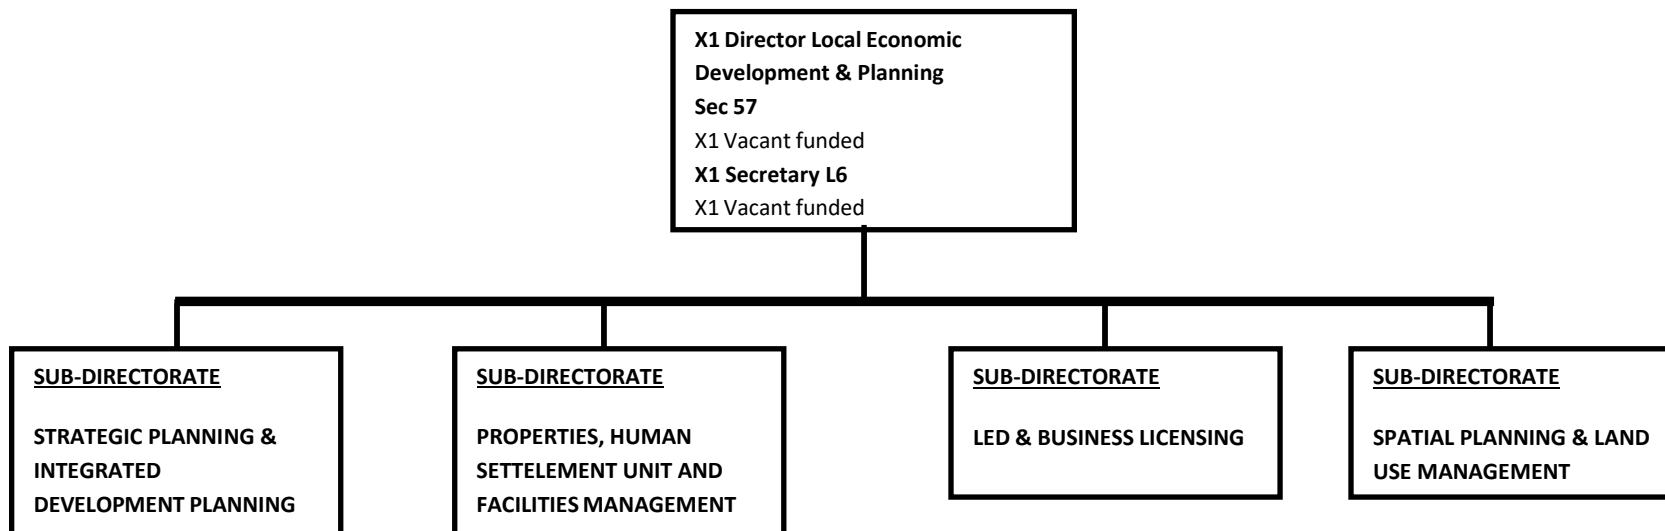 X1 Director Local Economic
Development & Planning
Sec 57
X1 Vacant funded
X1 Secretary L6
X1 Vacant funded
SUB-DIRECTORATE
STRATEGIC PLANNING &
INTEGRATED
DEVELOPMENT PLANNING
SUB-DIRECTORATE
PROPERTIES, HUMAN
SETTELEMENT UNIT AND
FACILITIES MANAGEMENT
SUB-DIRECTORATE
LED & BUSINESS LICENSING
SUB-DIRECTORATE
SPATIAL PLANNING & LAND
USE MANAGEMENT